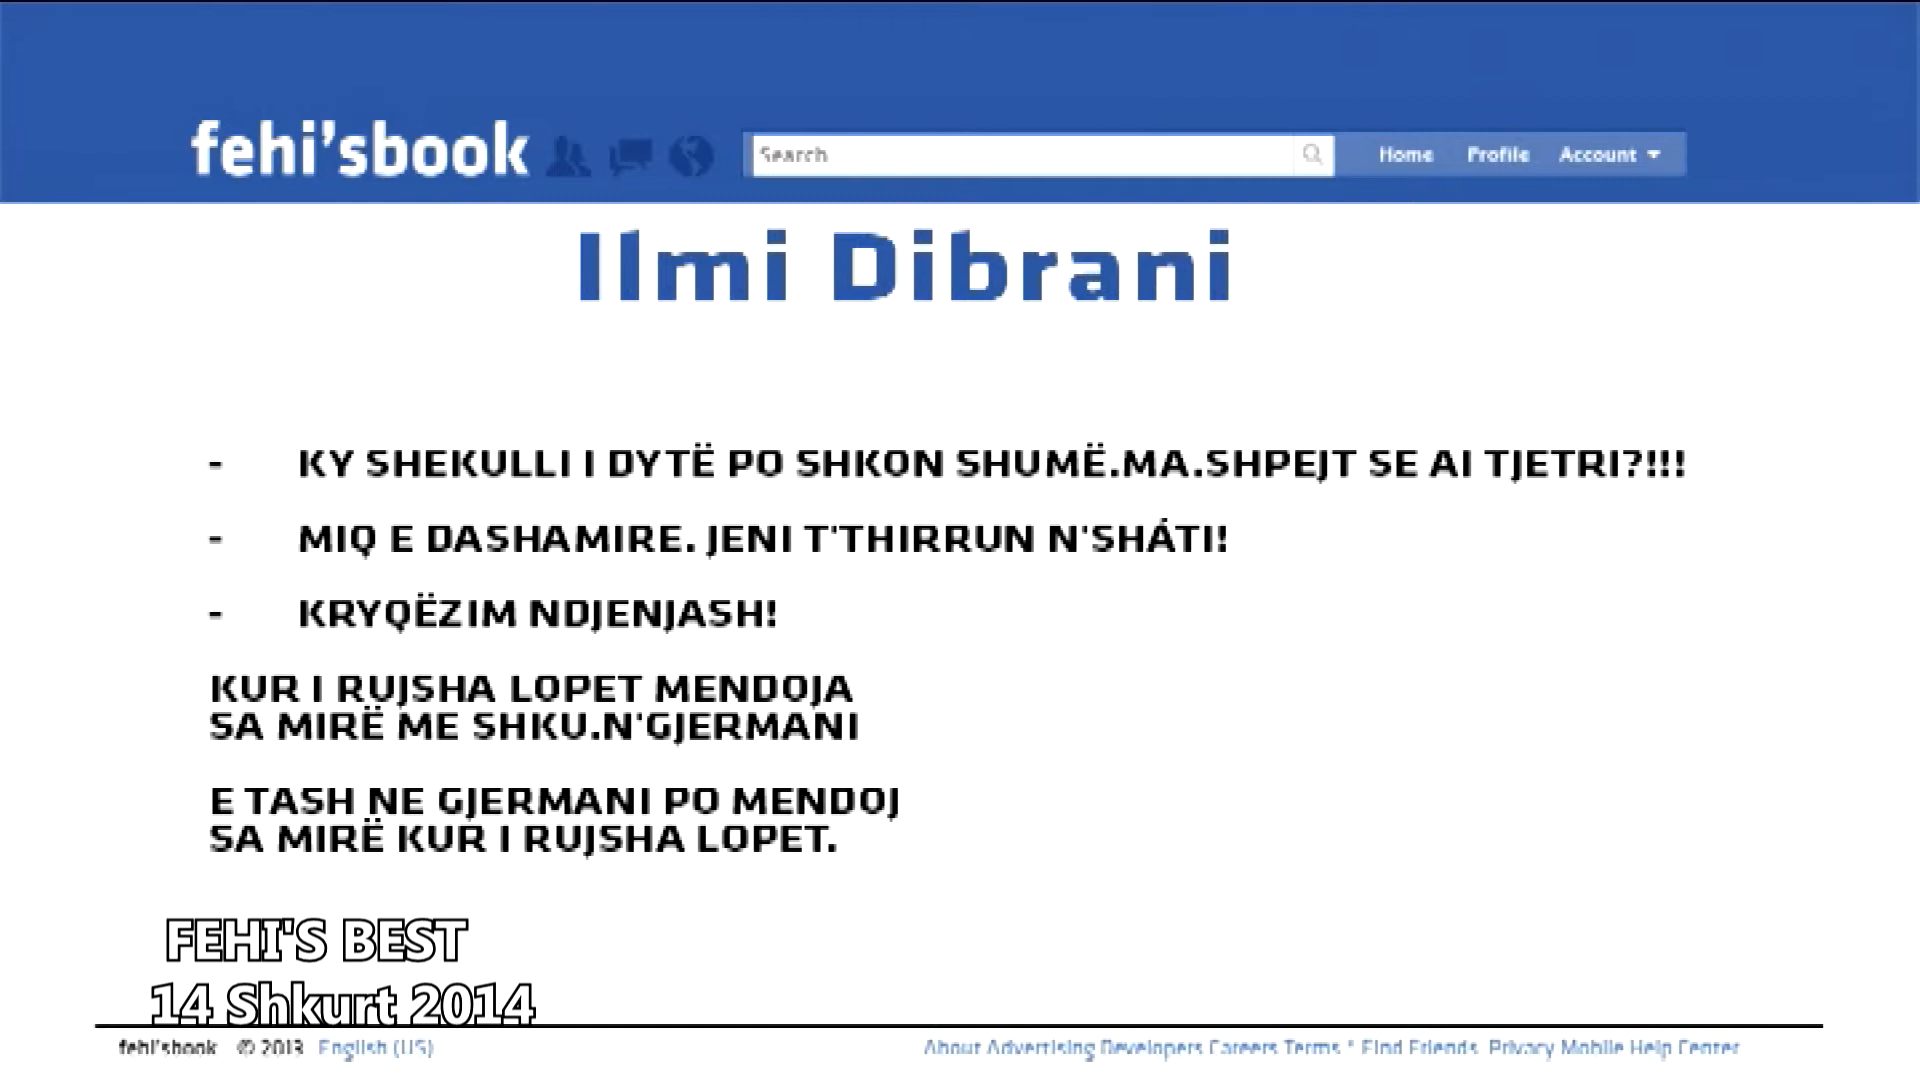 fehi'sbook Search Home Profile Account
Ilmi Dibrani
- KY SHEKULLI I DYTË PO SHKON SHUMË.MA.SHPEJT SE AI TJETRI?!!!
- MIQ E DASHAMIRE. JENI T'THIRRUN N'SHÁTI!
- KRYQËZIM NDJENJASH!
KUR I RUJSHA LOPET MENDOJA
SA MIRË ME SHKU.N'GJERMANI
E TASH NE GJERMANI PO MENDOJ
SA MIRË KUR I RUJSHA LOPET.
FEHI'S BEST
14 Shkurt 2014
fehi'sbook © 2013 English (US) About Advertising Developers Careers Terms * Find Friends Privacy Mobile Help Center